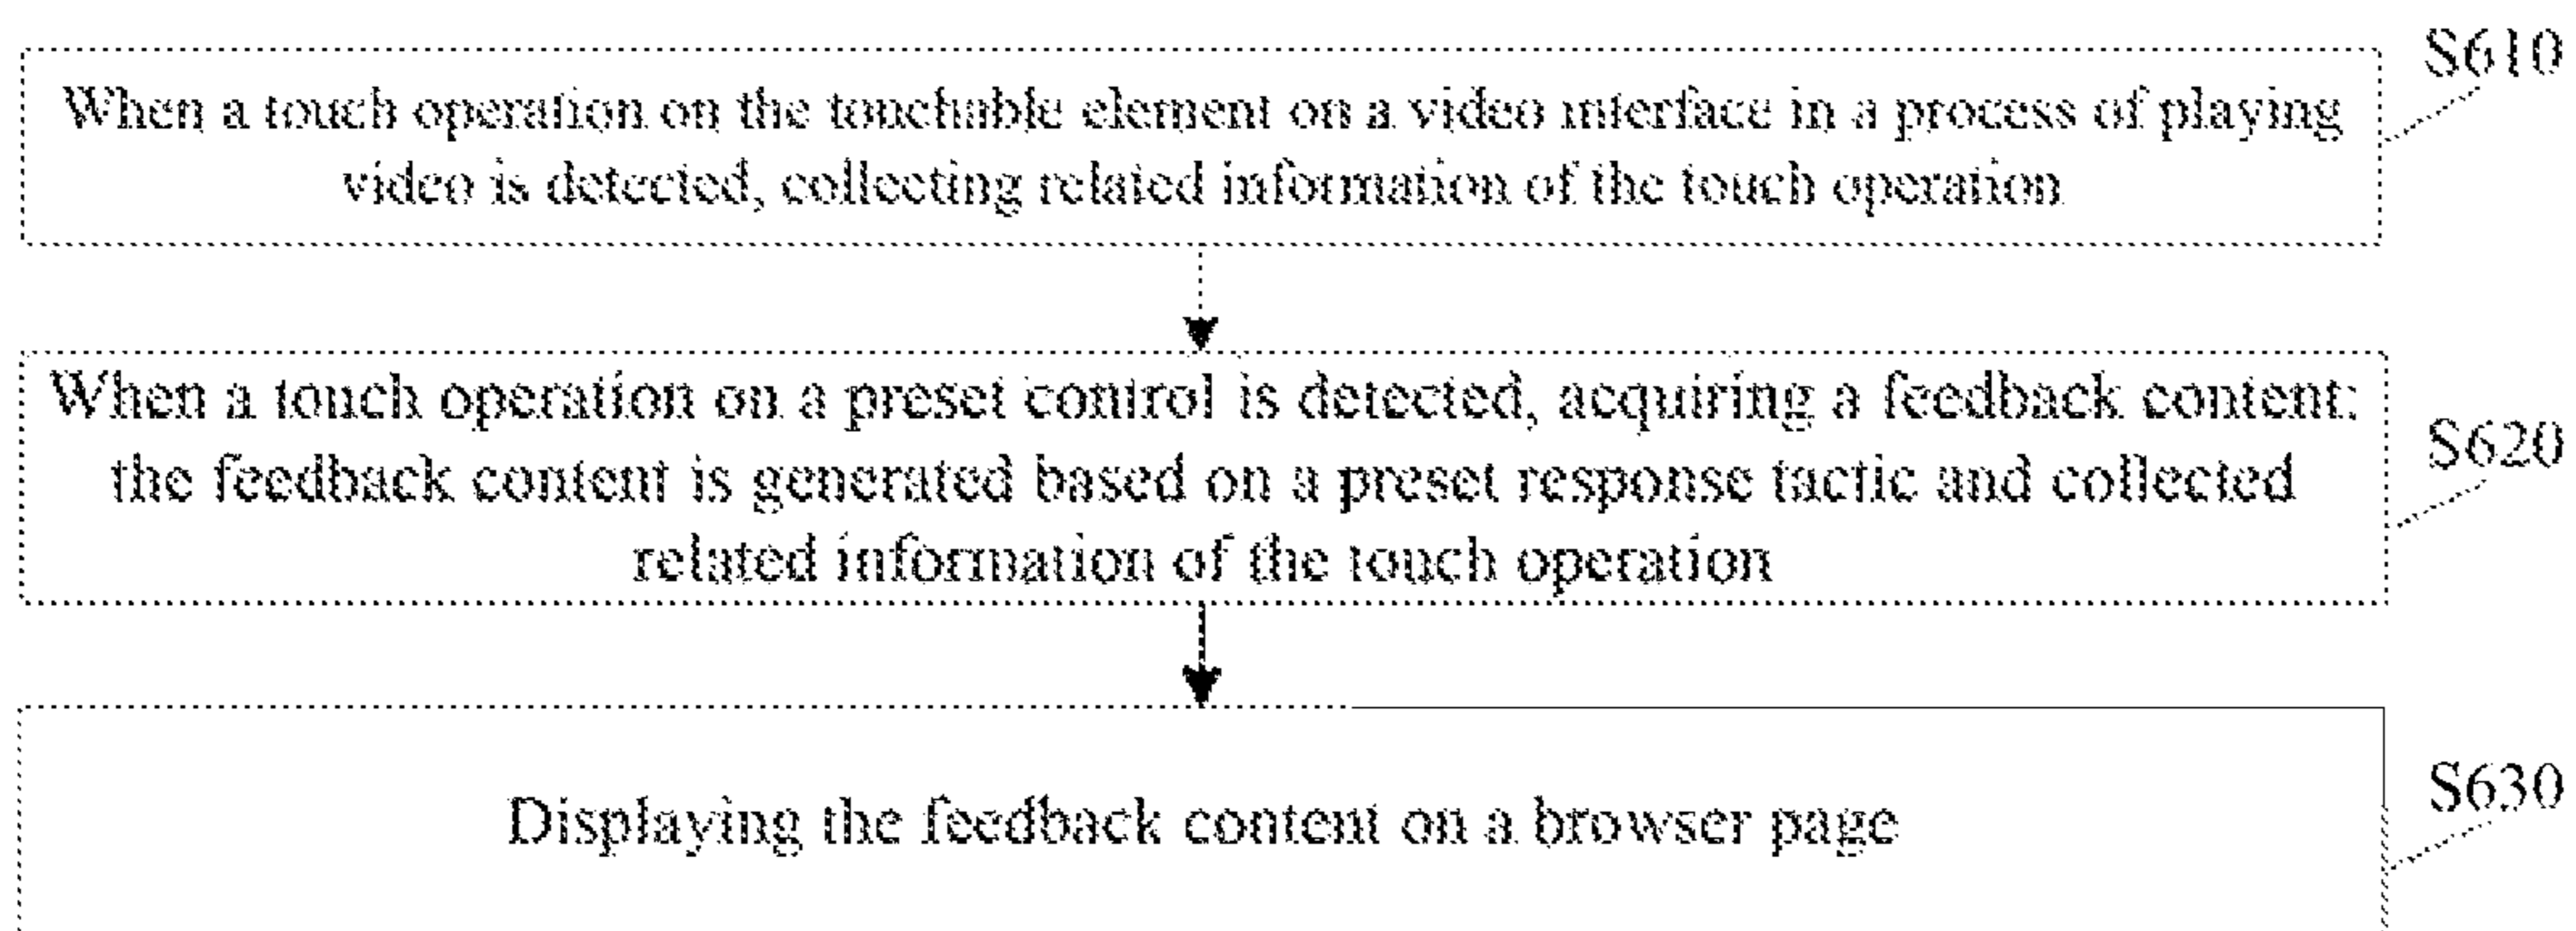 S610
When a touch operation on the touchable element on a video interface in a process of playing
video is detected, collecting related information of the touch operation
When a touch operation on a preset control is detected, acquiring a feedback content:
the feedback content is generated based on a preset response tactic and collected
related information of the touch operation
S620
Displaying the feedback content on a browser page
S630